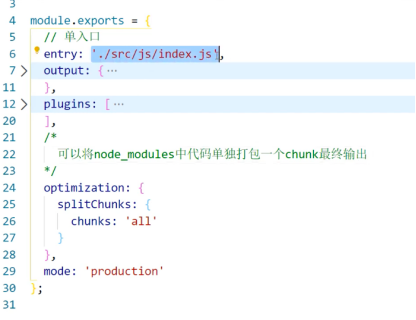 3
4 module.exports = {
5 // 单入口
6 entry: './src/js/index.js',
7 output: { ⋯
11 },
12 plugins: [ ⋯
20 ],
21 /*
22 可以将node_modules中代码单独打包一个chunk最终输出
23 */
24 optimization: {
25 splitChunks: {
26 chunks: 'all'
27 }
28 },
29 mode: 'production'
30 };
31